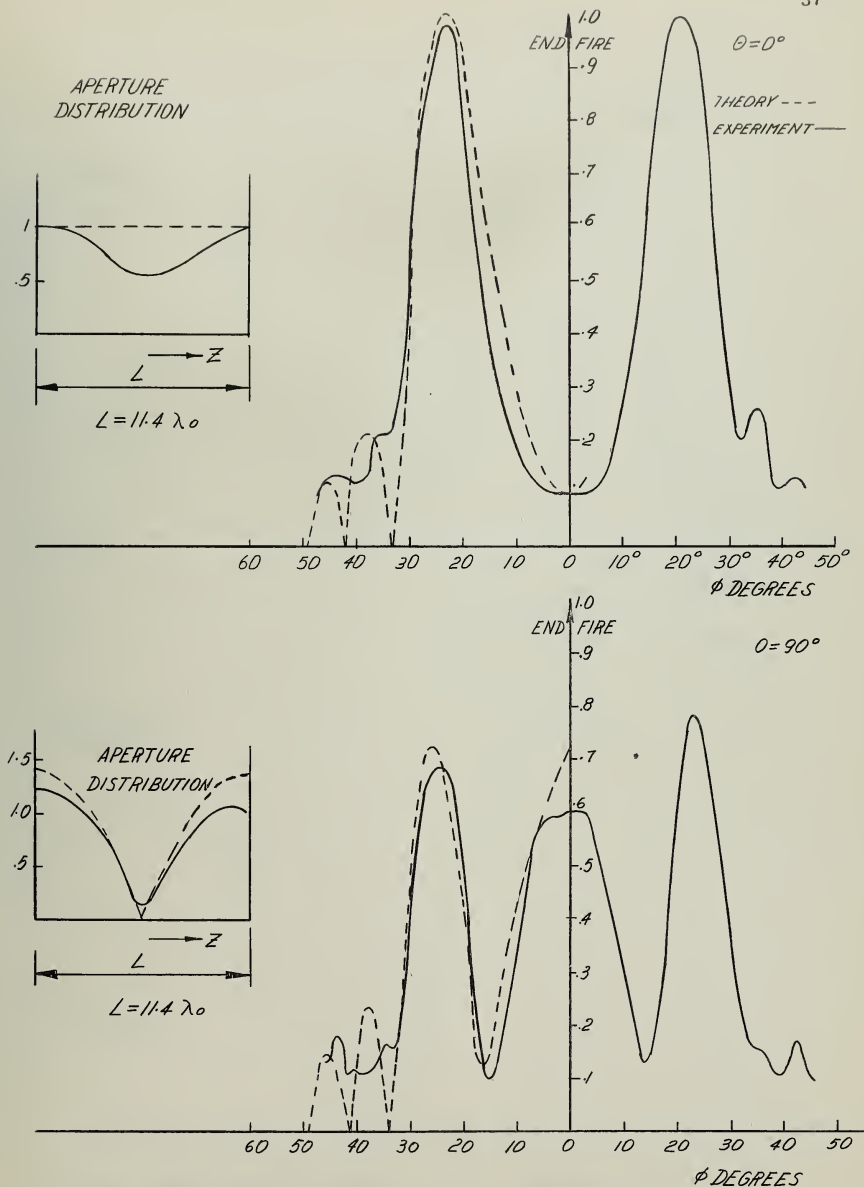 37
1.0
END FIRE
Θ=0°
.9
APERTURE
DISTRIBUTION
THEORY ---
EXPERIMENT —
.8
.7
1
.6
.5
.5
.4
→ Z
L
.3
L=11.4 λo
.2
.1
60 50 40 30 20 10 0 10° 20° 30° 40° 50°
φ DEGREES
1.0
END FIRE
.9
0=90°
.8
1.5
APERTURE
DISTRIBUTION
.7
1.0
.6
.5
.5
.4
→ Z
L
.3
L=11.4 λo
.2
.1
60 50 40 30 20 10 0 10 20 30 40 50
φ DEGREES